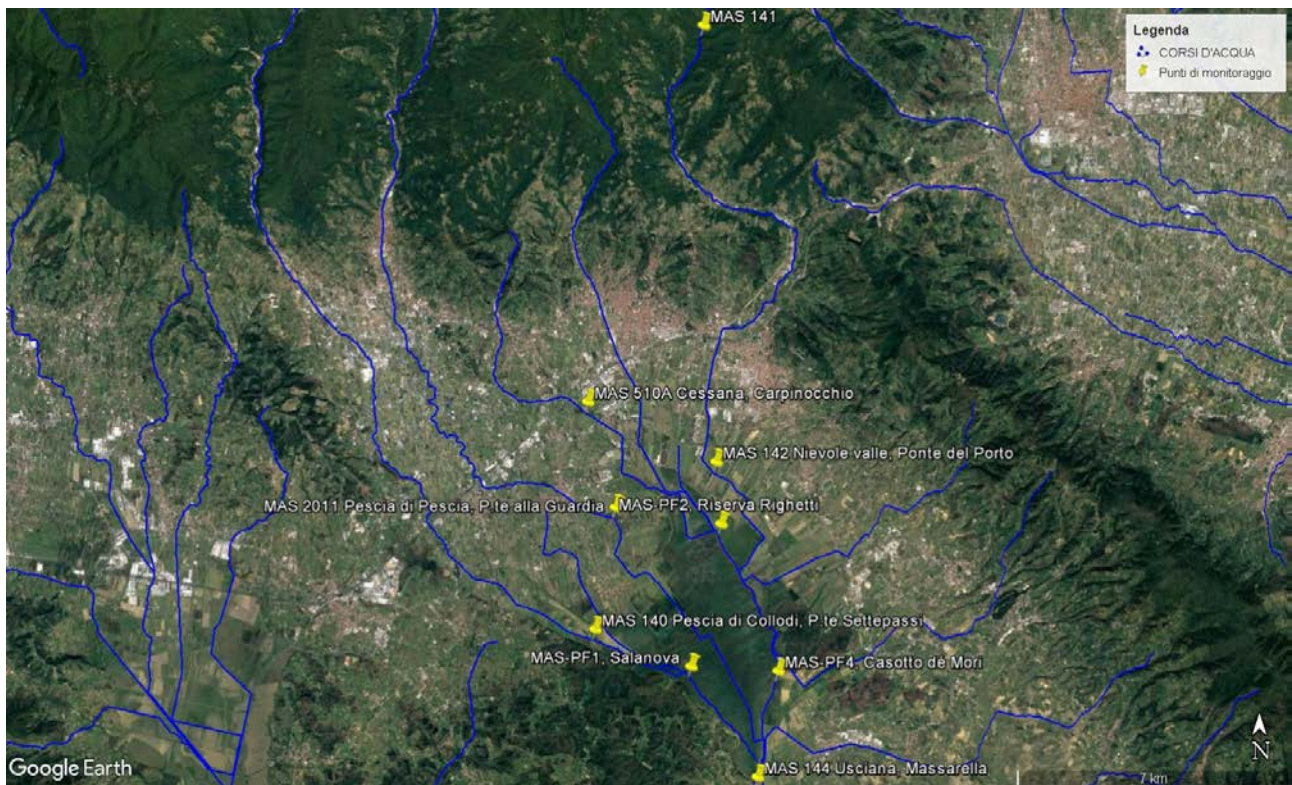 MAS 141
Legenda
CORSI D'ACQUA
Punti di monitoraggio
MAS 510A Cessana, Carpinocchio
MAS 142 Nievole valle, Ponte del Porto
MAS 2011 Pescia di Pescia, P.te alla Guardia
MAS-PF2, Riserva Righetti
MAS 140 Pescia di Collodi, P.te Settepassi
MAS-PF1, Salanova
MAS-PF4, Casotto de Mori
MAS 144 Usciana, Massarella
Google Earth
N
7 km